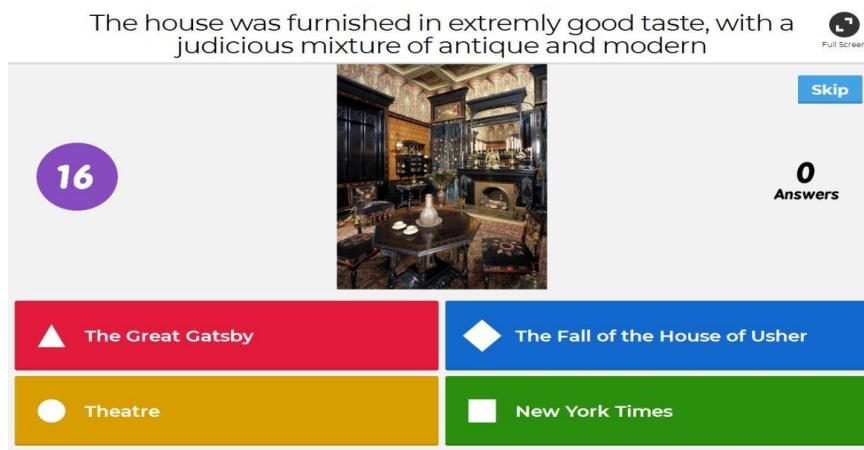 The house was furnished in extremly good taste, with a
judicious mixture of antique and modern
Full Screen
Skip
16
0
Answers
The Great Gatsby
The Fall of the House of Usher
Theatre
New York Times